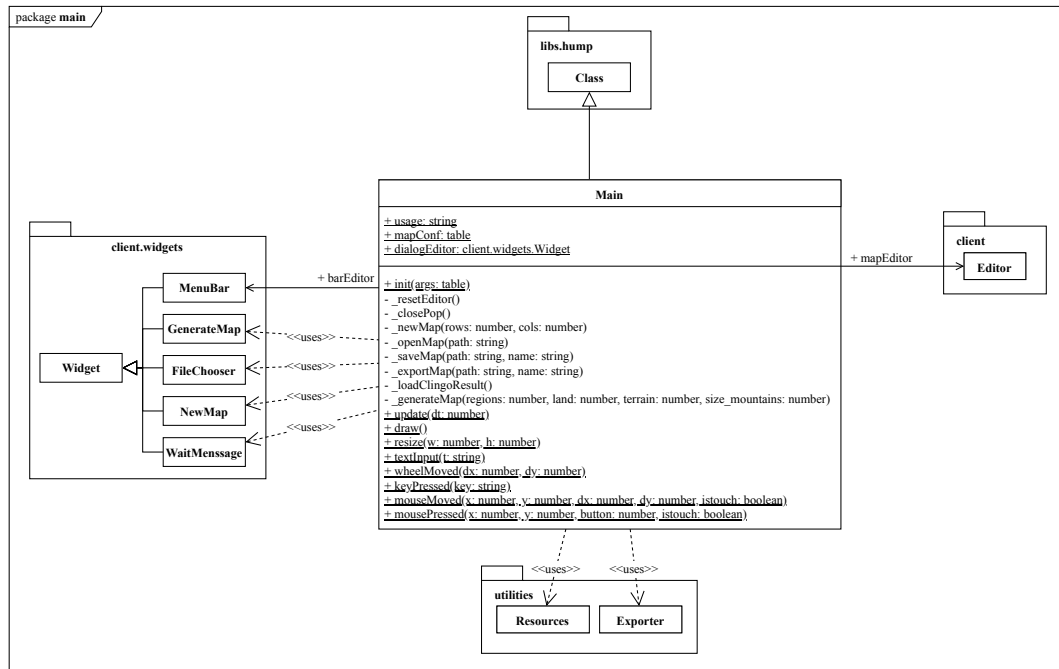 package main
libs.hump
Class
Main
+ usage: string
+ mapConf: table
+ dialogEditor: client.widgets.Widget
client.widgets
MenuBar
GenerateMap
Widget
FileChooser
NewMap
WaitMenssage
+ barEditor
<<uses>>
<<uses>>
<<uses>>
<<uses>>
+ init(args: table)
- _resetEditor()
- _closePop()
- _newMap(rows: number, cols: number)
- _openMap(path: string)
- _saveMap(path: string, name: string)
- _exportMap(path: string, name: string)
- _loadClingoResult()
- _generateMap(regions: number, land: number, terrain: number, size_mountains: number)
+ update(dt: number)
+ draw()
+ resize(w: number, h: number)
+ textInput(t: string)
+ wheelMoved(dx: number, dy: number)
+ keyPressed(key: string)
+ mouseMoved(x: number, y: number, dx: number, dy: number, istouch: boolean)
+ mousePressed(x: number, y: number, button: number, istouch: boolean)
+ mapEditor
client
Editor
<<uses>>
<<uses>>
utilities
Resources
Exporter